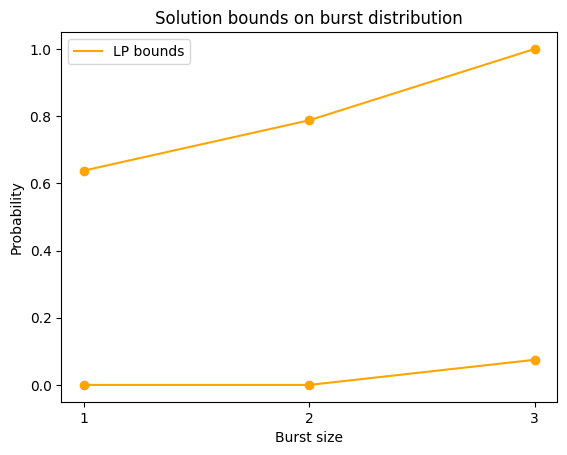 Solution bounds on burst distribution
LP bounds
Probability
1.0
0.8
0.6
0.4
0.2
0.0
1 2 3
Burst size